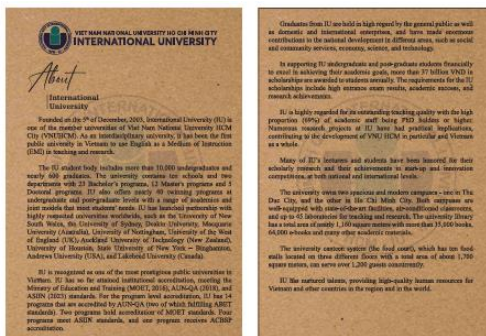 VIET NAM NATIONAL UNIVERSITY HO CHI MINH CITY
INTERNATIONAL UNIVERSITY
About
International
University
Founded on the 5th of December, 2003, International University (IU) is
one of the member universities of Viet Nam National University HCM
City (VNUHCM). As an interdisciplinary university, it had been the first
public university in Vietnam to use English as a Medium of Instruction
(EMI) in teaching and research.
The IU student body includes more than 10,000 undergraduates and
nearly 600 graduates. The university contains ten schools and two
departments with 23 Bachelor's programs, 12 Master's programs and 5
Doctoral programs. IU also offers nearly 40 twinning programs at
undergraduate and post-graduate levels with a range of academics and
joint models that meet students' needs. IU has launched partnership with
highly respected universities worldwide, such as the University of New
South Wales, the University of Sydney, Deakin University, Macquarie
University (Australia), University of Nottingham, University of the West
of England (UK), Auckland University of Technology (New Zealand),
University of Houston, State University of New York – Binghamton,
Andrews University (USA), and Lakehead University (Canada).
IU is recognized as one of the most prestigious public universities in
Vietnam. IU has so far attained institutional accreditation, meeting the
Ministry of Education and Training (MOET, 2016), AUN-QA (2018), and
ASIIN (2023) standards. For the program level accreditation, IU has 14
programs that are accredited by AUN-QA (two of which fulfilling ABET
standards). Two programs hold accreditation of MOET standards. Four
programs meet ASIIN standards, and one program receives ACBSP
accreditation.
Graduates from IU are held in high regard by the general public as well
as domestic and international enterprises, and have made enormous
contributions to the national development in different areas, such as social
and community services, economy, science, and technology.
In supporting IU undergraduate and post-graduate students financially
to excel in achieving their academic goals, more than 37 billion VND in
scholarships are awarded to students annually. The requirements for the IU
scholarships include high entrance exam results, academic success, and
research achievements.
IU is highly regarded for its outstanding teaching quality with the high
proportion (69%) of academic staff being PhD holders or higher.
Numerous research projects at IU have had practical implications,
contributing to the development of VNU HCM in particular and Vietnam
as a whole.
Many of IU's lecturers and students have been honored for their
scholarly research and their achievements in start-up and innovation
competitions, at both national and international levels.
The university owns two spacious and modern campuses – one in Thu
Duc City, and the other in Ho Chi Minh City. Both campuses are
well-equipped with state-of-the-art facilities, air-conditioned classrooms,
and up to 45 laboratories for teaching and research. The university library
has a total area of nearly 1,100 square meters with more than 35,000 books,
64,000 e-books and many other academic materials.
The university canteen system (the food court), which has ten food
stalls located on three different floors with a total area of about 1,700
square meters, can serve over 1,200 guests concurrently.
IU has nurtured talents, providing high-quality human resources for
Vietnam and other countries in the region and in the world.